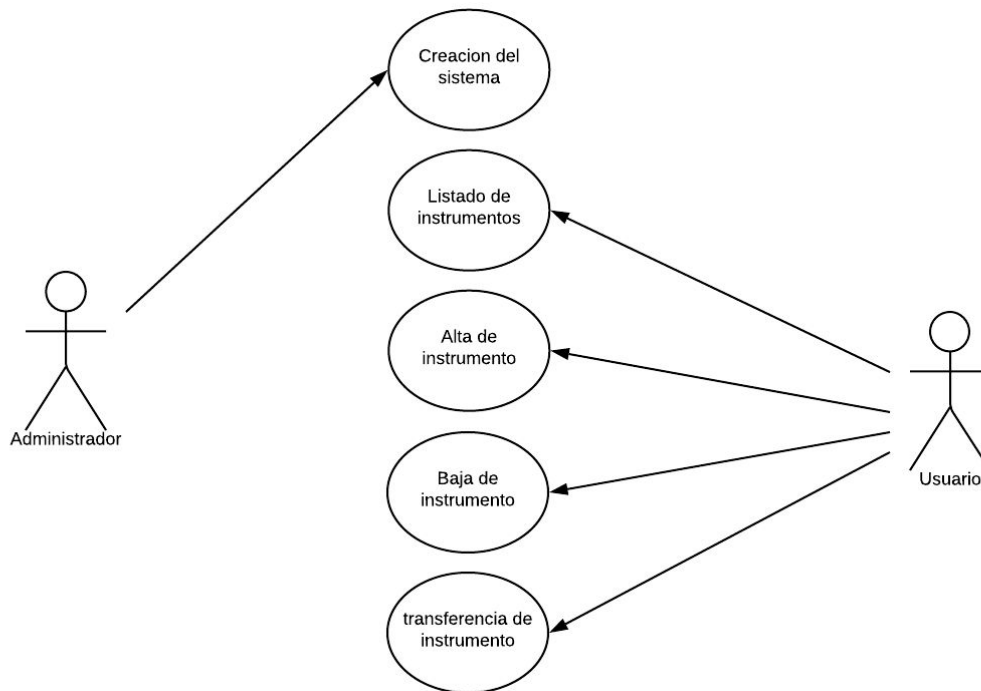 Creacion del
sistema
Listado de
instrumentos
Alta de
instrumento
Administrador
Baja de
instrumento
Usuario
transferencia de
instrumento